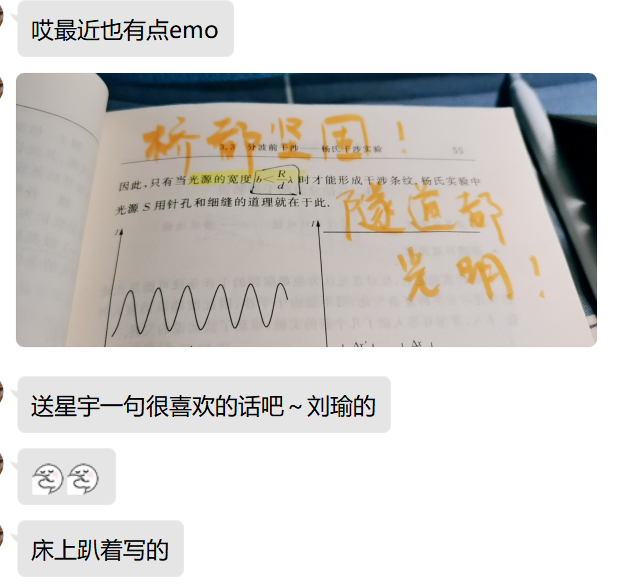 哎最近也有点emo
桥都坚固！
3.3 分波前干涉——杨氏干涉实验 55
因此,只有当光源的宽度 b < R/d λ 时才能形成干涉条纹,杨氏实验中
光源 S 用针孔和细缝的道理就在于此.
隧道都
光明！
I
I
送星宇一句很喜欢的话吧～刘瑜的
床上趴着写的